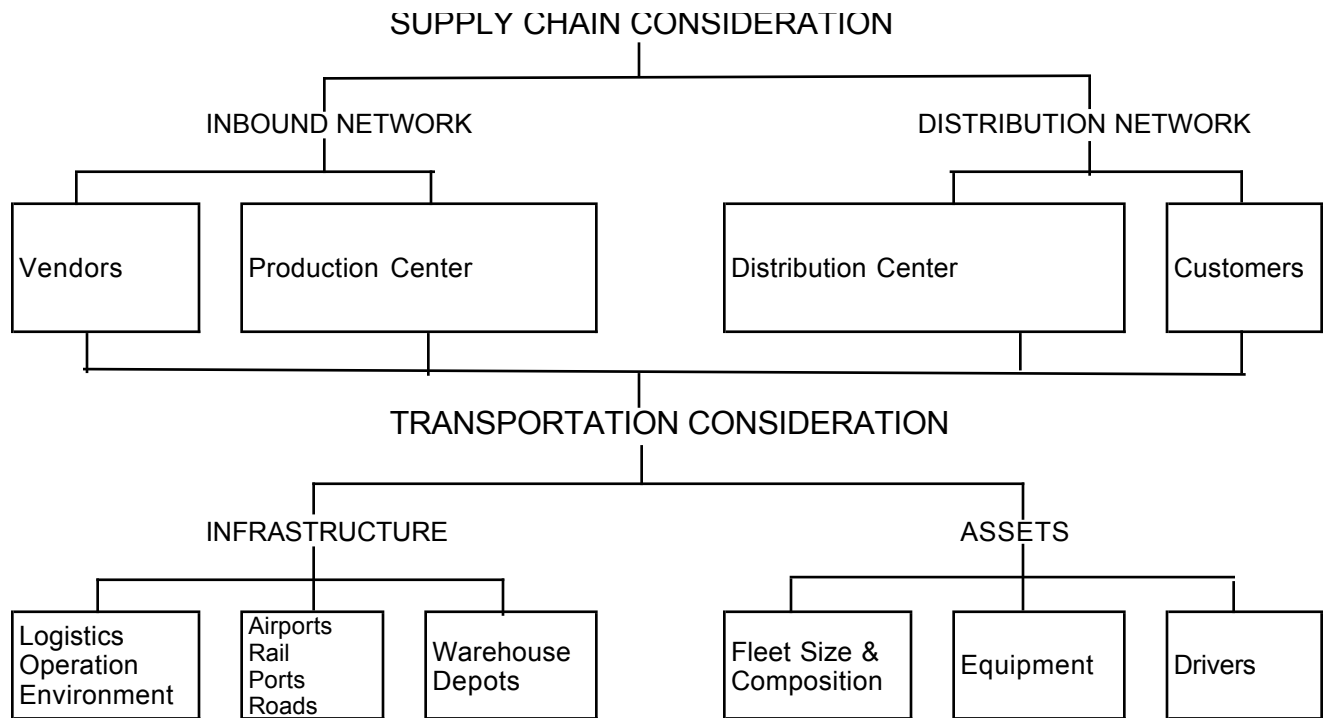 SUPPLY CHAIN CONSIDERATION
INBOUND NETWORK
DISTRIBUTION NETWORK
Vendors
Production Center
Distribution Center
Customers
TRANSPORTATION CONSIDERATION
INFRASTRUCTURE
ASSETS
Logistics
Operation
Environment
Airports
Rail
Ports
Roads
Warehouse
Depots
Fleet Size &
Composition
Equipment
Drivers